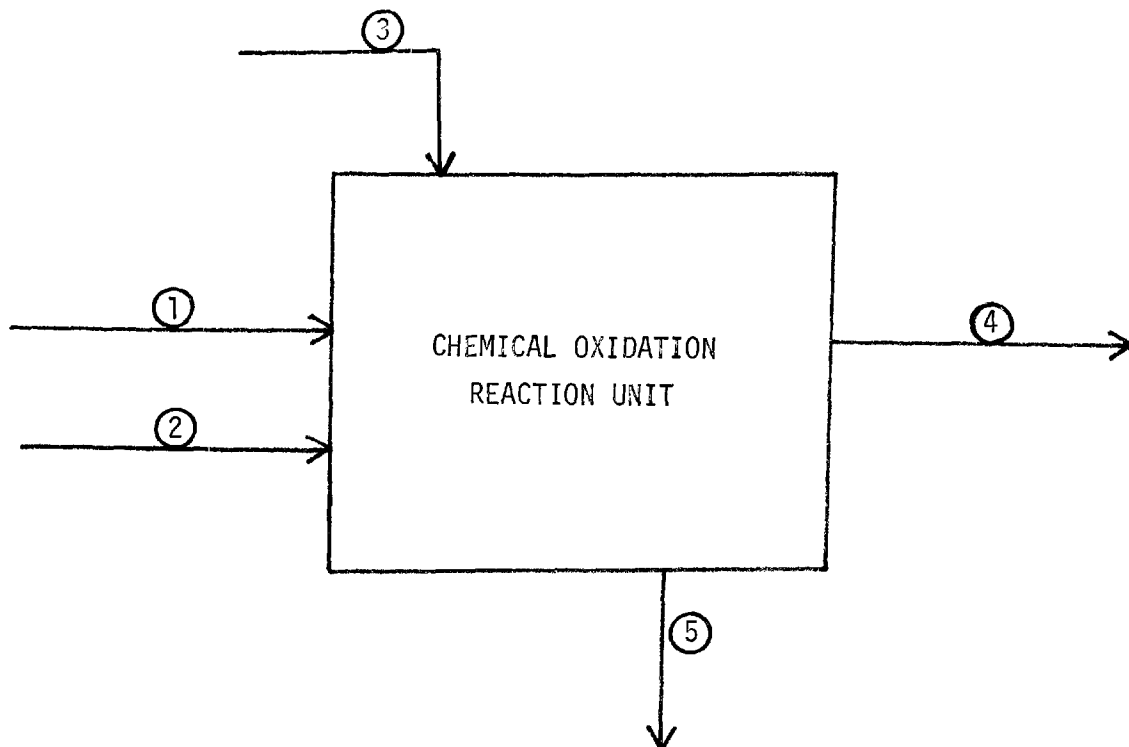 ③
①
④
CHEMICAL OXIDATION
REACTION UNIT
②
⑤